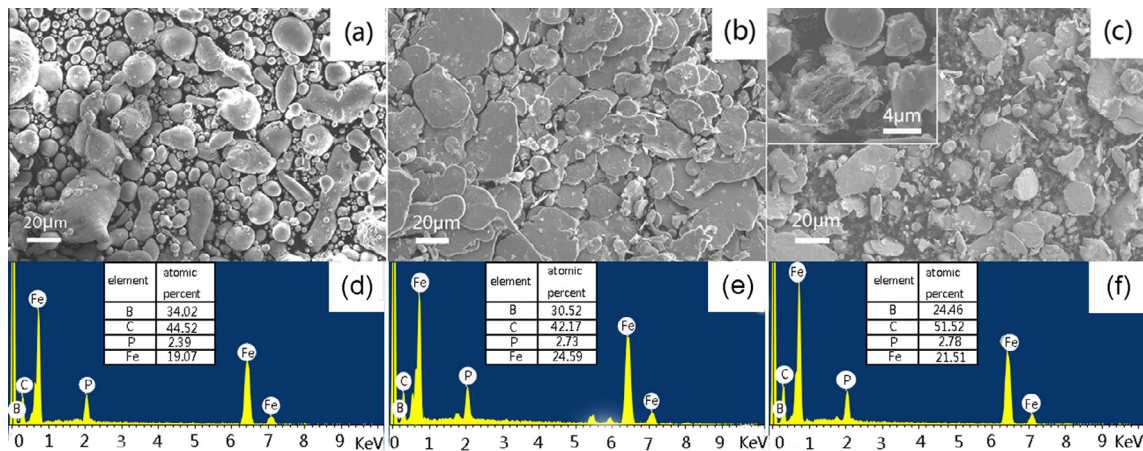 (a)
20μm
(b)
20μm
4μm
(c)
20μm
(d)
element
atomic
percent
B 34.02
C 44.52
P 2.39
Fe 19.07
Fe
Fe
P
C
B
Fe
0 1 2 3 4 5 6 7 8 9 KeV
(e)
element
atomic
percent
B 30.52
C 42.17
P 2.73
Fe 24.59
Fe
Fe
P
C
B
Fe
0 1 2 3 4 5 6 7 8 9 KeV
(f)
element
atomic
percent
B 24.46
C 51.52
P 2.78
Fe 21.51
Fe
Fe
P
C
B
Fe
0 1 2 3 4 5 6 7 8 9 KeV